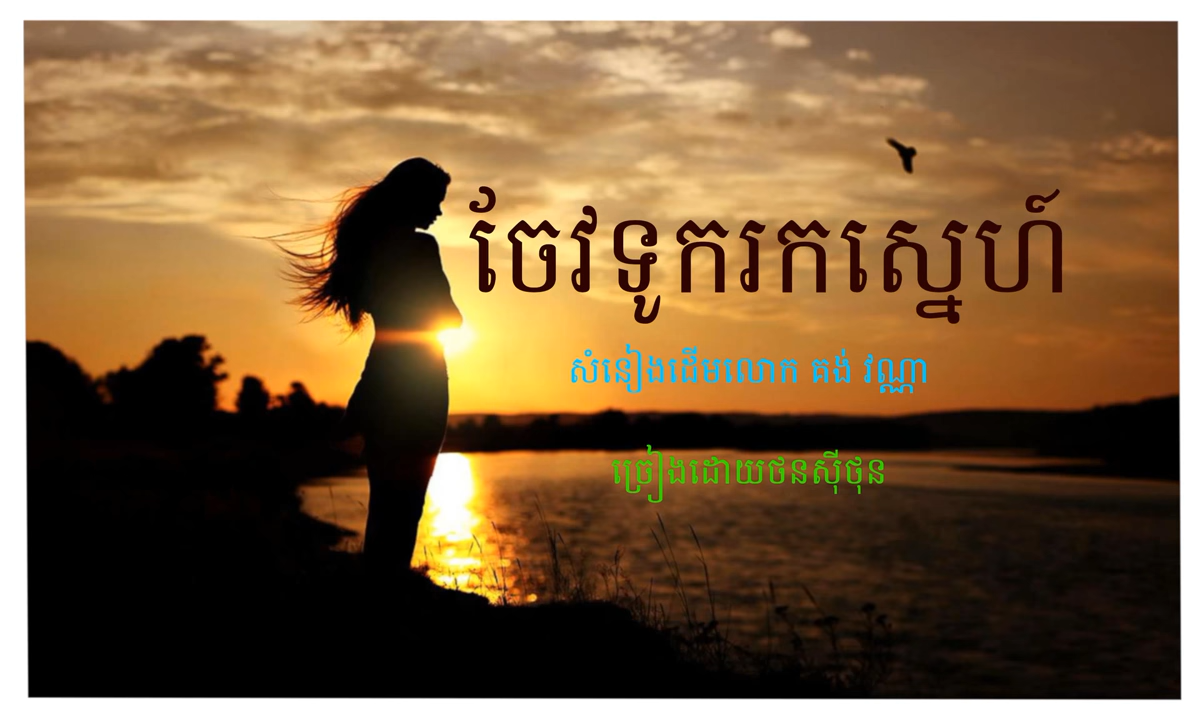 ចែវទូករកស្នេហ៍
សំនៀងដើមលោក គង់ វណ្ណា
ច្រៀងដោយថនស៊ីថុន